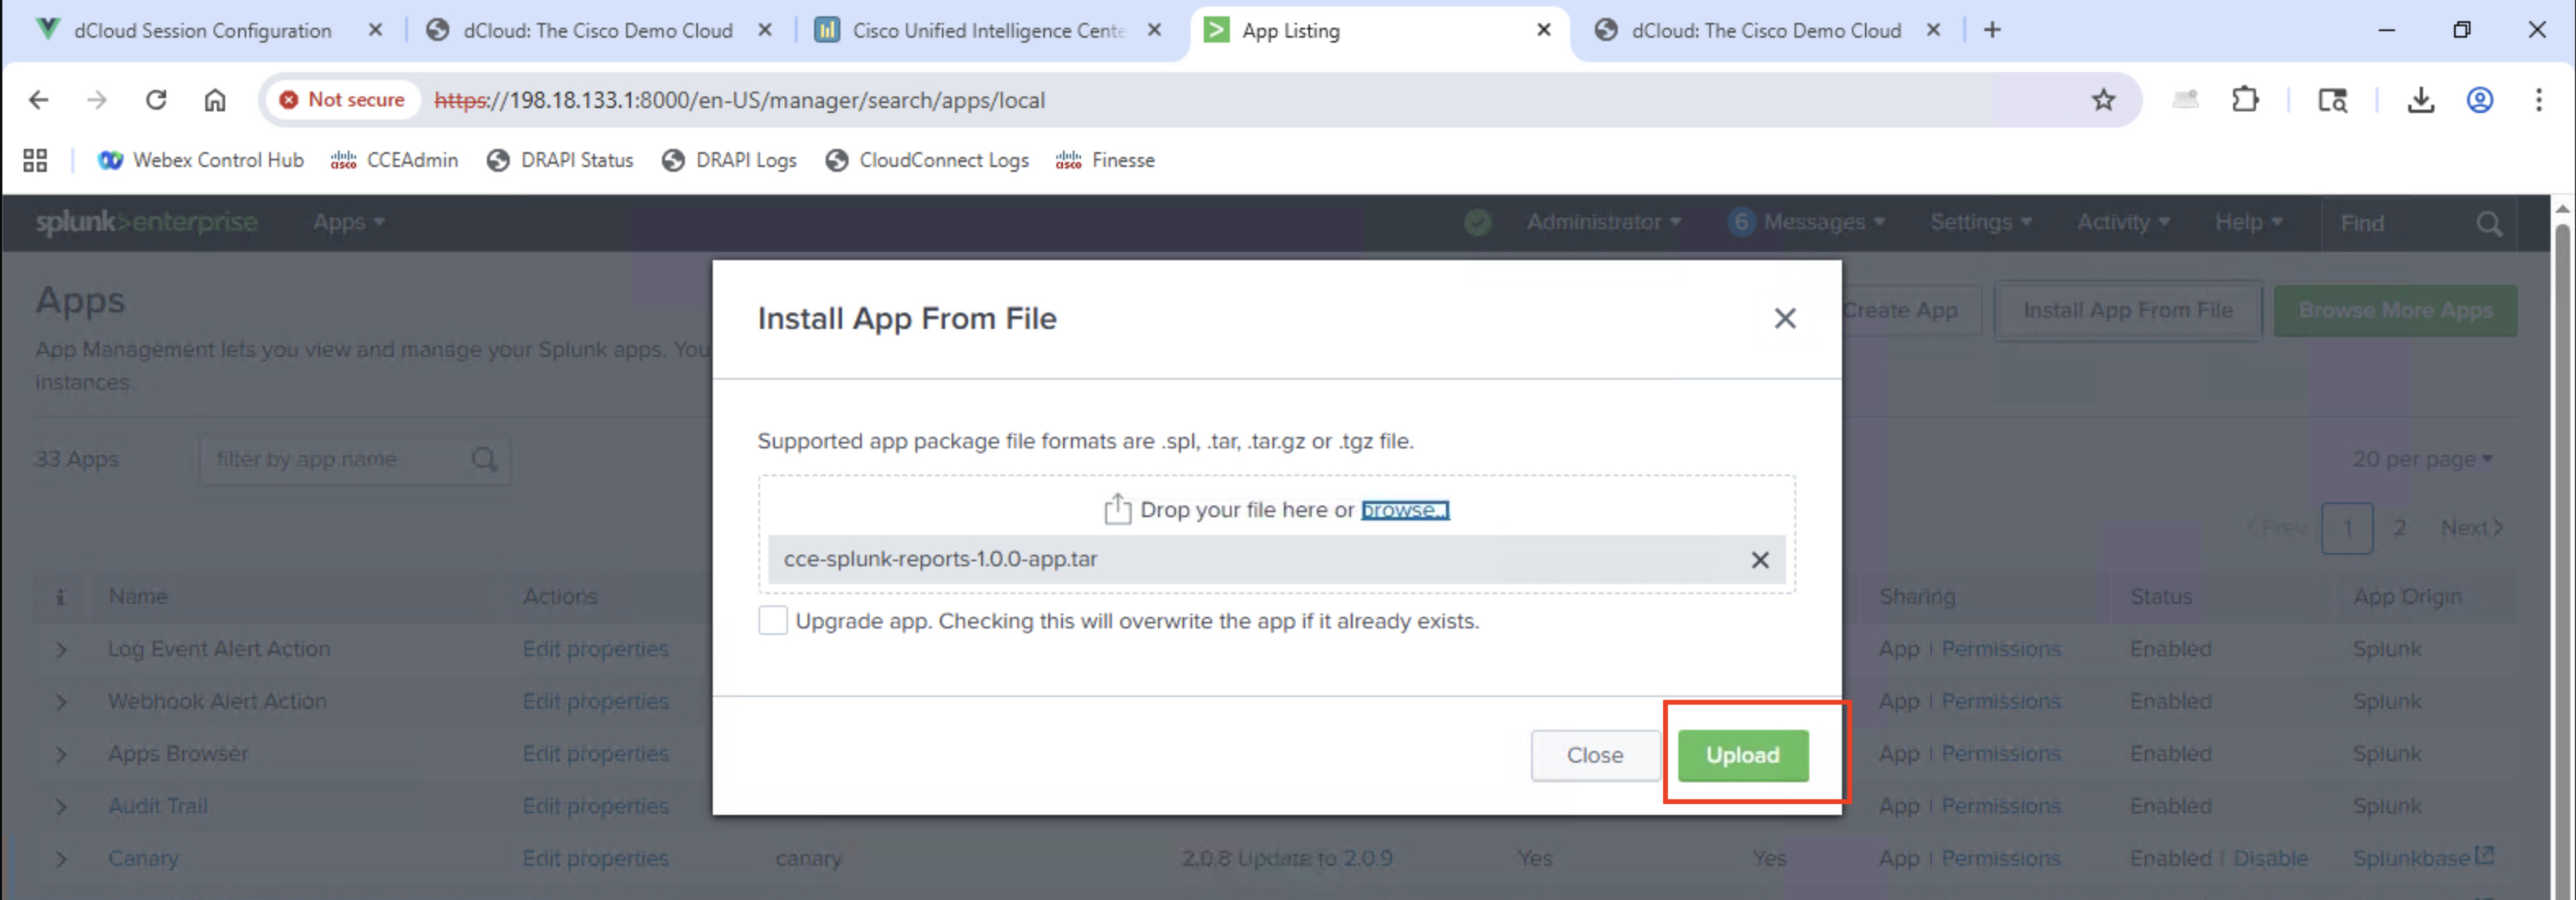 dCloud Session Configuration
dCloud: The Cisco Demo Cloud
Cisco Unified Intelligence Cente
App Listing
dCloud: The Cisco Demo Cloud
Not secure https://198.18.133.1:8000/en-US/manager/search/apps/local
Webex Control Hub
cisco CCEAdmin
DRAPI Status
DRAPI Logs
CloudConnect Logs
cisco Finesse
splunk>enterprise Apps Administrator 6 Messages Settings Activity Help Find
Apps
App Management lets you view and manage your Splunk apps. You
instances.
Create App Install App From File Browse More Apps
Install App From File
Supported app package file formats are .spl, .tar, .tar.gz or .tgz file.
Drop your file here or browse...
cce-splunk-reports-1.0.0-app.tar
Upgrade app. Checking this will overwrite the app if it already exists.
Close Upload
33 Apps filter by app name 20 per page
<Prev 1 2 Next>
i Name Actions Sharing Status App Origin
> Log Event Alert Action Edit properties App | Permissions Enabled Splunk
> Webhook Alert Action Edit properties App | Permissions Enabled Splunk
> Apps Browser Edit properties App | Permissions Enabled Splunk
> Audit Trail Edit properties App | Permissions Enabled Splunk
> Canary Edit properties canary 2.0.8 Update to 2.0.9 Yes Yes App | Permissions Enabled | Disable Splunkbase